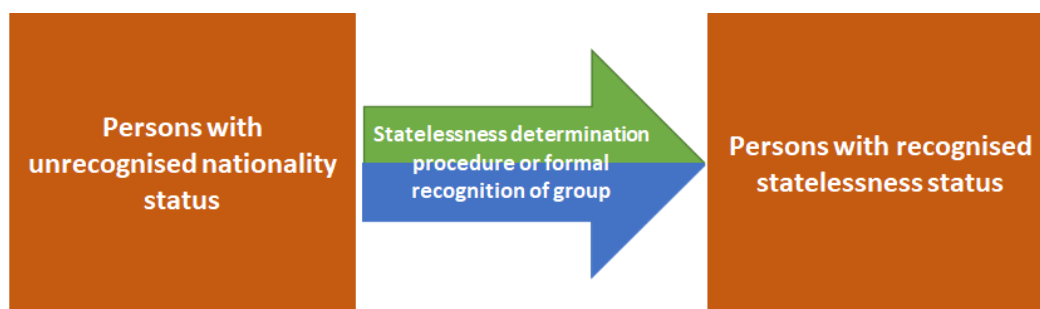 Persons with
unrecognised nationality
status
Statelessness determination
procedure or formal
recognition of group
Persons with recognised
statelessness status